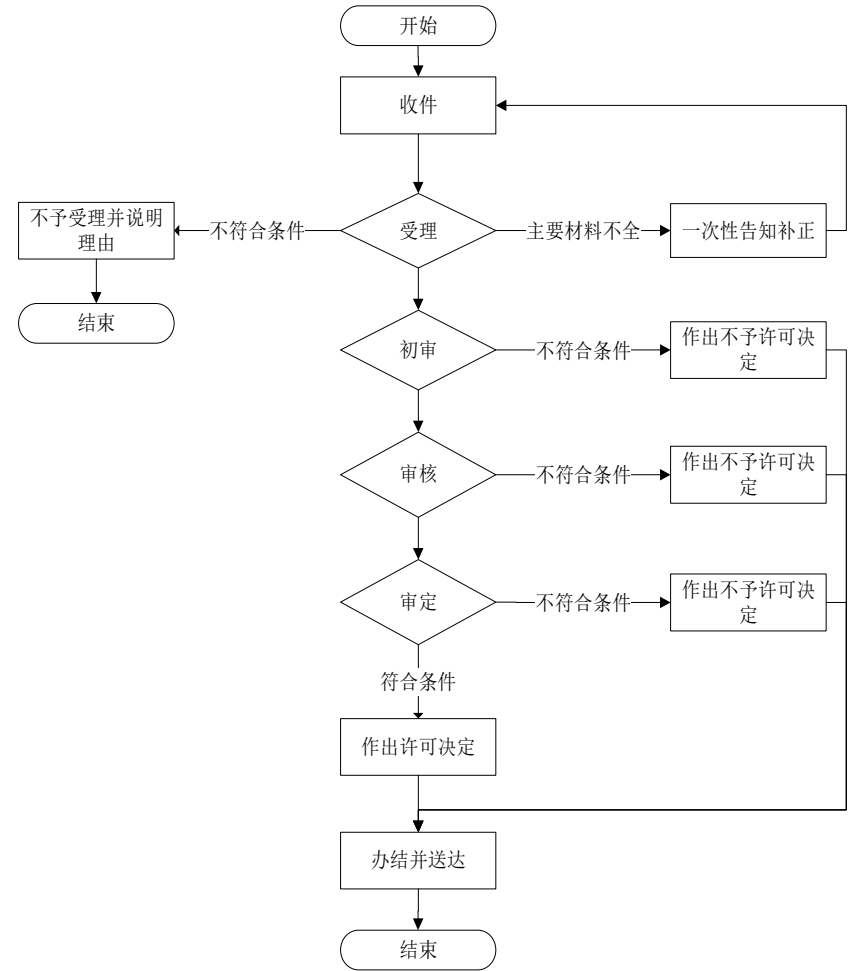 开始
收件
不予受理并说明
理由
不符合条件
受理
主要材料不全
一次性告知补正
结束
初审
不符合条件
作出不予许可决
定
审核
不符合条件
作出不予许可决
定
审定
不符合条件
作出不予许可决
定
符合条件
作出许可决定
办结并送达
结束